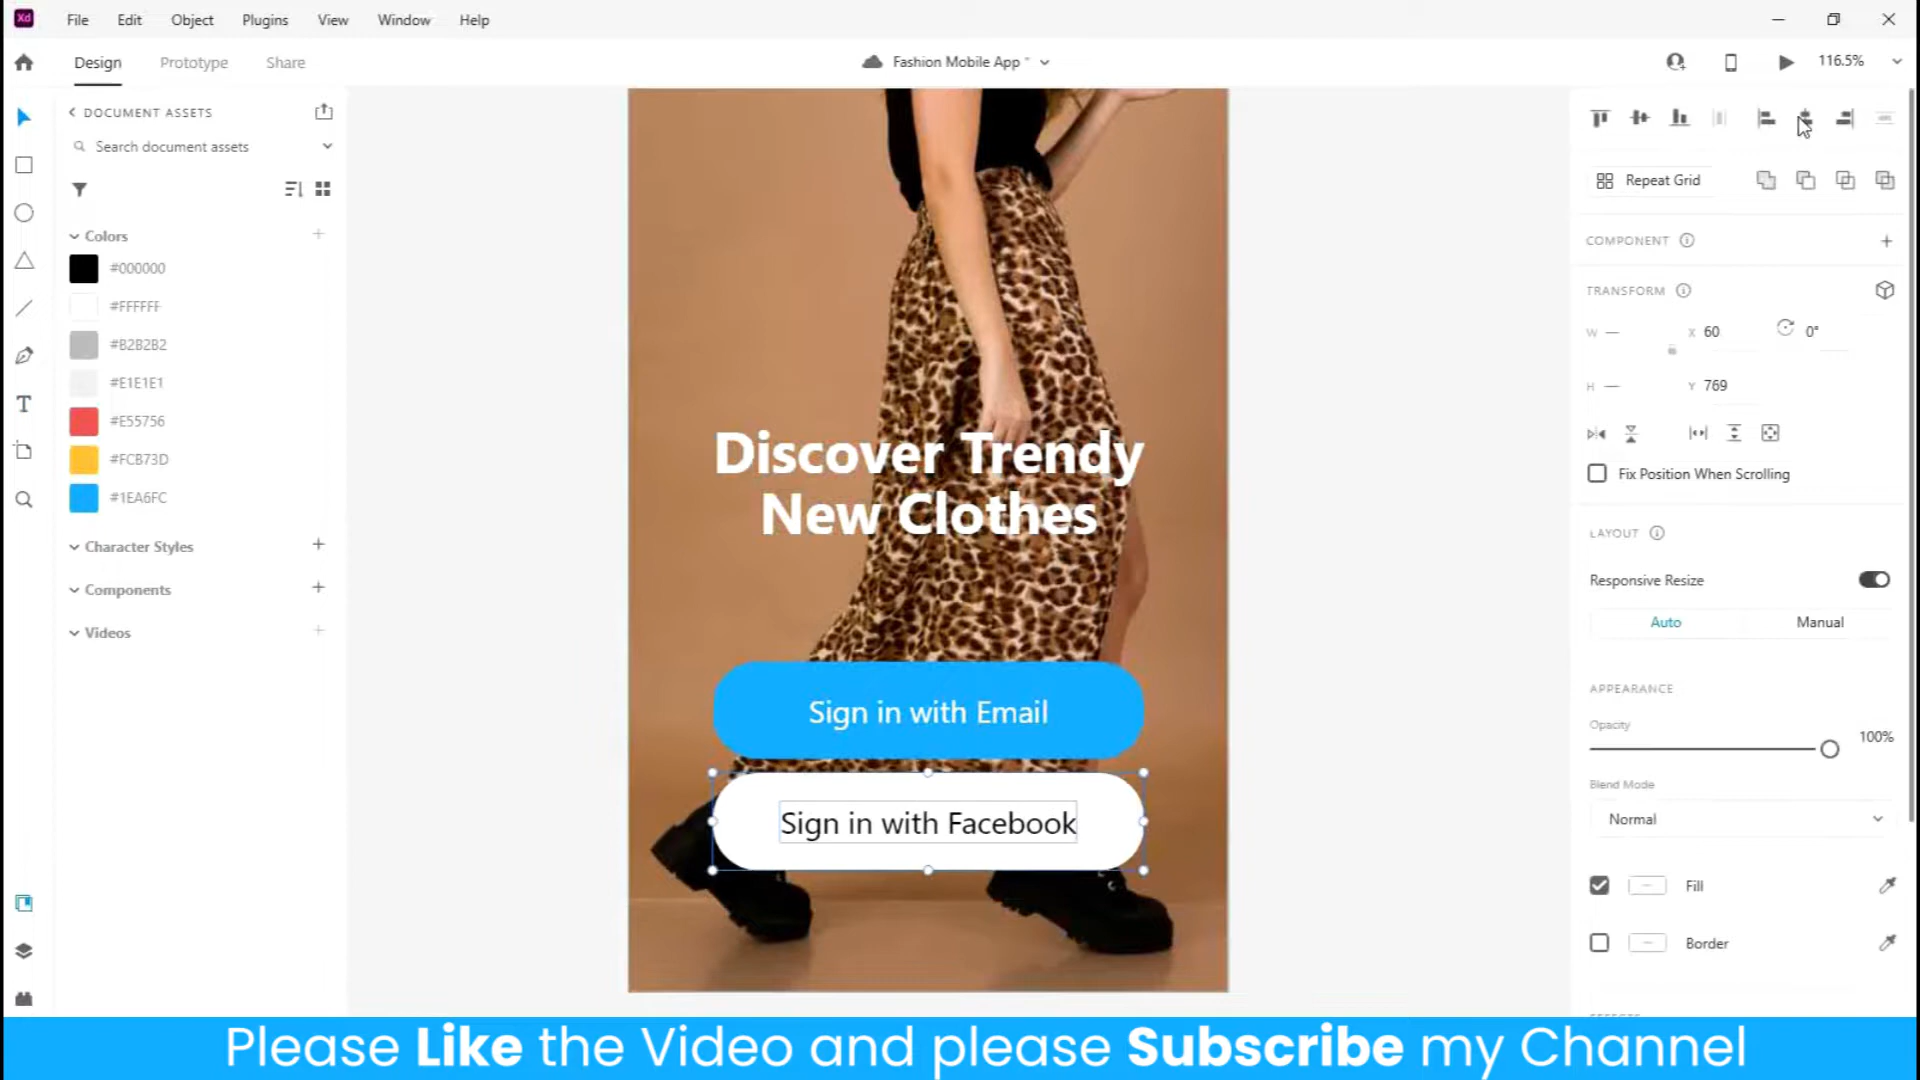 Xd File Edit Object Plugins View Window Help
Design Prototype Share Fashion Mobile App 116.5%
DOCUMENT ASSETS
Search document assets
Colors
#000000
#FFFFFF
#B2B2B2
#E1E1E1
#E55756
#FCB73D
#1EA6FC
Character Styles
Components
Videos
Discover Trendy
New Clothes
Sign in with Email
Sign in with Facebook
Repeat Grid
COMPONENT
TRANSFORM
W — X 60 0°
H — Y 769
Fix Position When Scrolling
LAYOUT
Responsive Resize
Auto Manual
APPEARANCE
Opacity
100%
Blend Mode
Normal
Fill
Border
Please Like the Video and please Subscribe my Channel